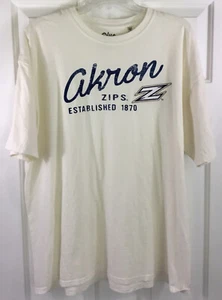 akron
ZIPS. Z
ESTABLISHED 1870